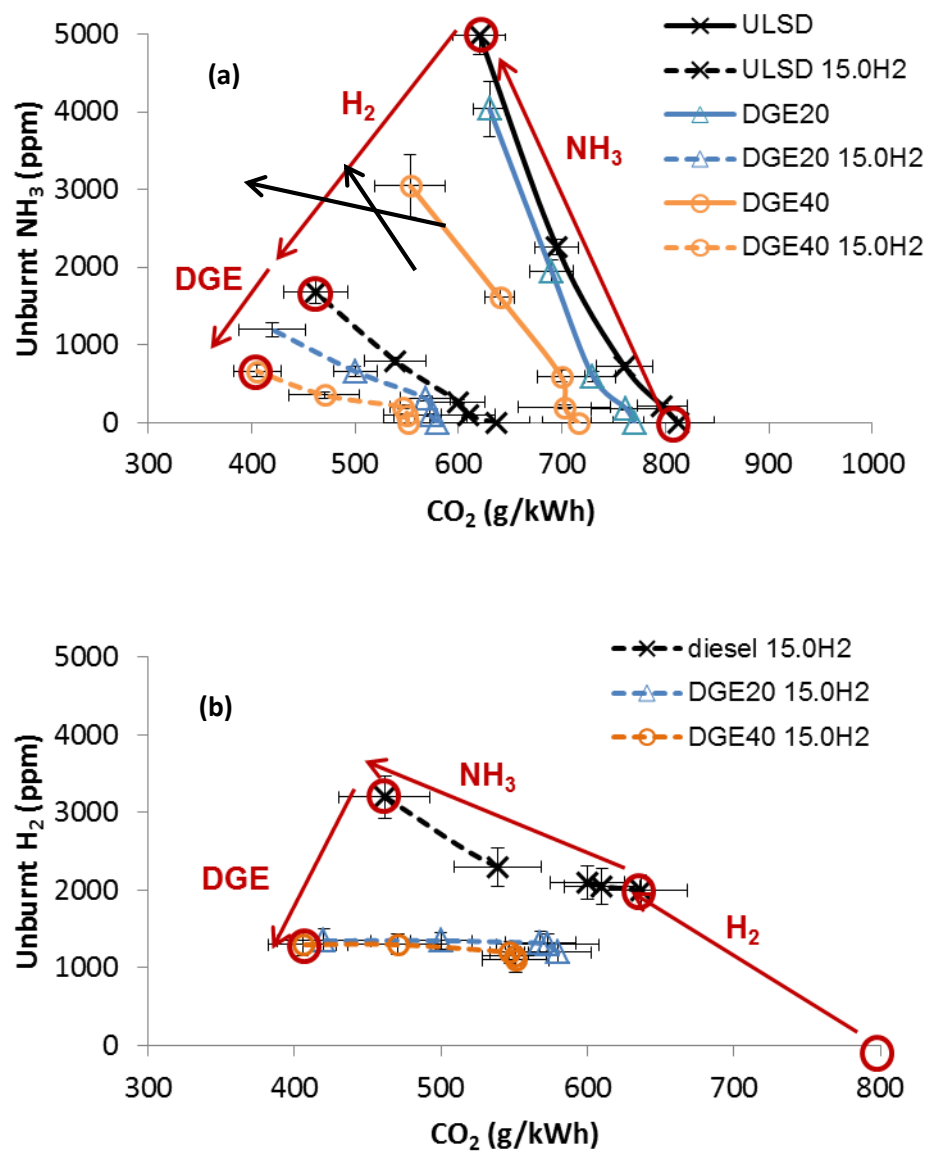 5000
4000
3000
2000
1000
0
Unburnt NH₃ (ppm)
(a)
H₂
NH₃
DGE
ULSD
ULSD 15.0H2
DGE20
DGE20 15.0H2
DGE40
DGE40 15.0H2
300 400 500 600 700 800 900 1000
CO₂ (g/kWh)
5000
4000
3000
2000
1000
0
Unburnt H₂ (ppm)
(b)
diesel 15.0H2
DGE20 15.0H2
DGE40 15.0H2
NH₃
DGE
H₂
300 400 500 600 700 800
CO₂ (g/kWh)